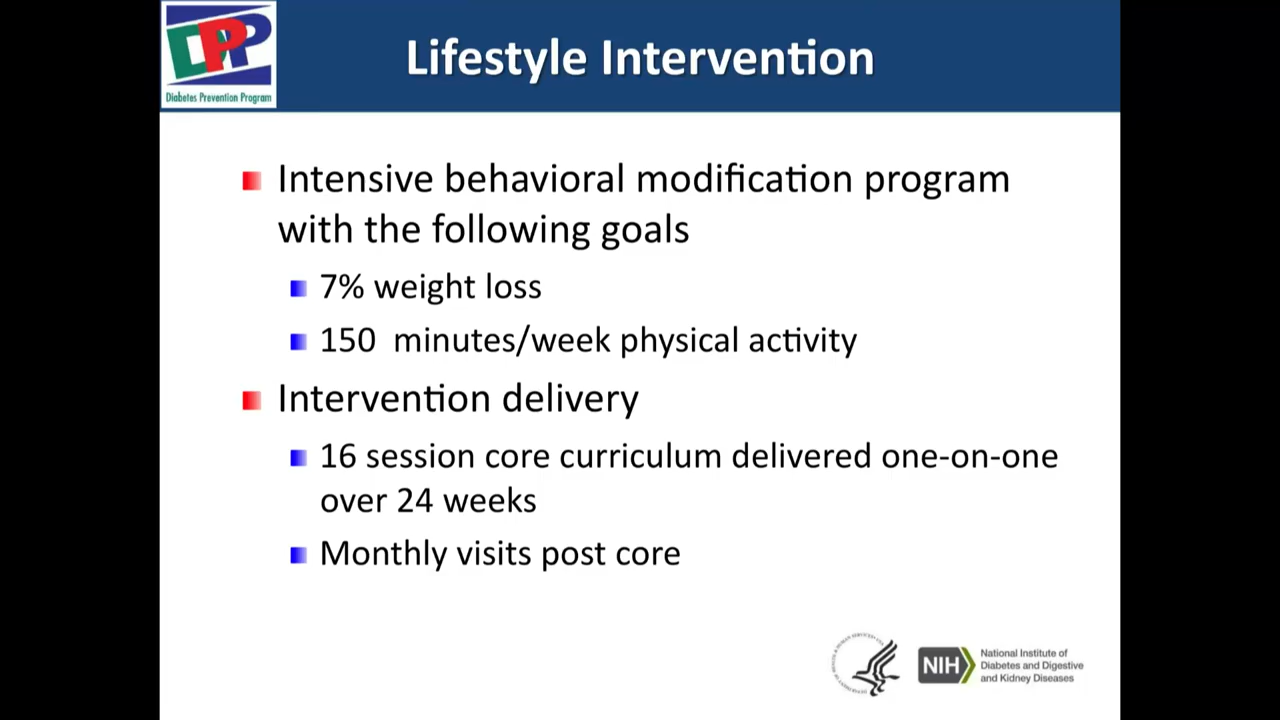 DPP
Diabetes Prevention Program
Lifestyle Intervention
Intensive behavioral modification program
with the following goals
7% weight loss
150 minutes/week physical activity
Intervention delivery
16 session core curriculum delivered one-on-one
over 24 weeks
Monthly visits post core
NIH
National Institute of
Diabetes and Digestive
and Kidney Diseases